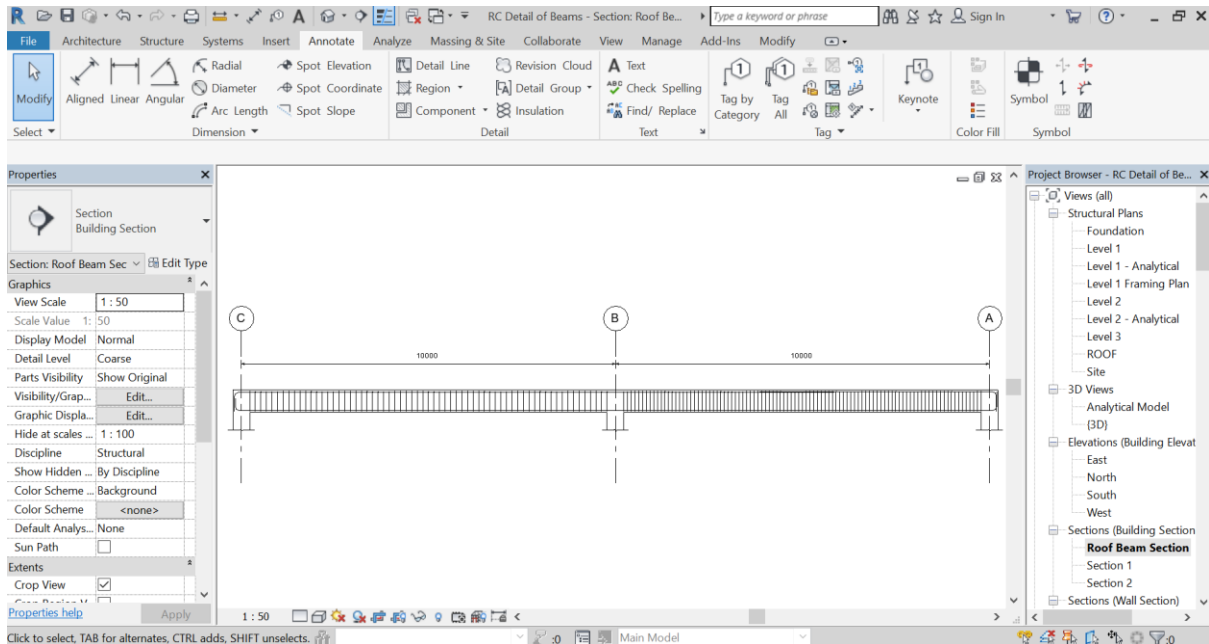 R RC Detail of Beams - Section: Roof Be... Type a keyword or phrase Sign In
File Architecture Structure Systems Insert Annotate Analyze Massing & Site Collaborate View Manage Add-Ins Modify
Modify
Select
Aligned Linear Angular
Radial
Diameter
Arc Length
Spot Elevation
Spot Coordinate
Spot Slope
Dimension
Detail Line
Region
Component
Revision Cloud
Detail Group
Insulation
Detail
A Text
ABC Check Spelling
Find/ Replace
Text
Tag by Category
Tag All
Tag
Keynote
Color Fill
Symbol
Symbol
Properties
Section
Building Section
Section: Roof Beam Sec Edit Type
Graphics
View Scale 1 : 50
Scale Value 1: 50
Display Model Normal
Detail Level Coarse
Parts Visibility Show Original
Visibility/Grap... Edit...
Graphic Displa... Edit...
Hide at scales ... 1 : 100
Discipline Structural
Show Hidden ... By Discipline
Color Scheme ... Background
Color Scheme <none>
Default Analys... None
Sun Path
Extents
Crop View
Properties help Apply
C B A
10000 10000
1 : 50
Project Browser - RC Detail of Be...
Views (all)
Structural Plans
Foundation
Level 1
Level 1 - Analytical
Level 1 Framing Plan
Level 2
Level 2 - Analytical
Level 3
ROOF
Site
3D Views
Analytical Model
{3D}
Elevations (Building Elevat
East
North
South
West
Sections (Building Section
Roof Beam Section
Section 1
Section 2
Sections (Wall Section)
Click to select, TAB for alternates, CTRL adds, SHIFT unselects. :0 Main Model :0